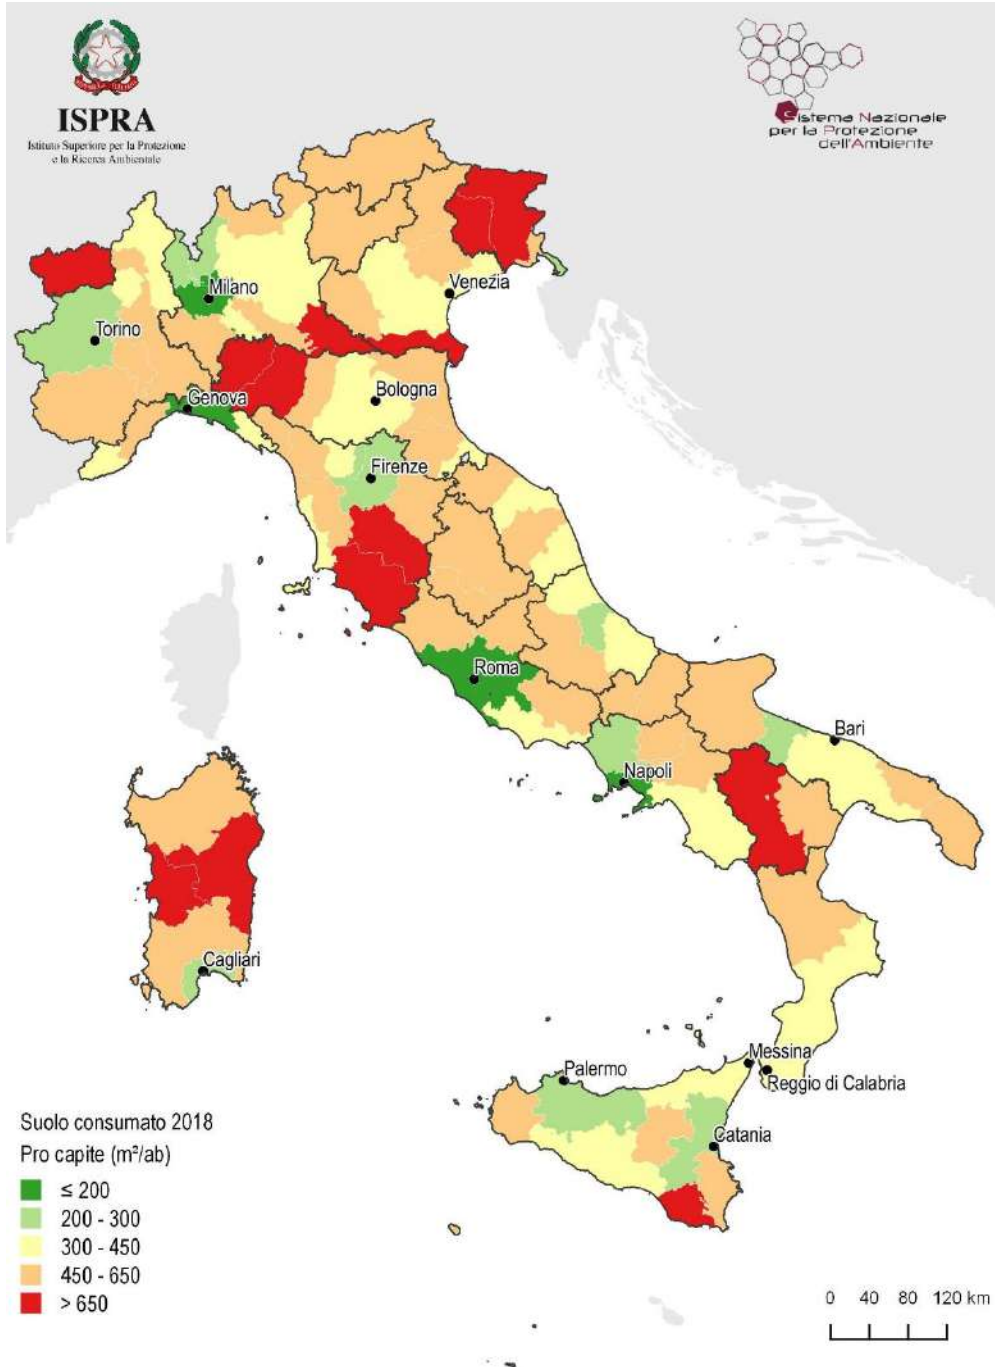 ISPRA
Istituto Superiore per la Protezione
e la Ricerca Ambientale
Sistema Nazionale
per la Protezione
dell'Ambiente
Milano
Venezia
Torino
Genova
Bologna
Firenze
Roma
Bari
Napoli
Cagliari
Messina
Palermo
Reggio di Calabria
Catania
Suolo consumato 2018
Pro capite (m²/ab)
≤ 200
200 - 300
300 - 450
450 - 650
> 650
0 40 80 120 km